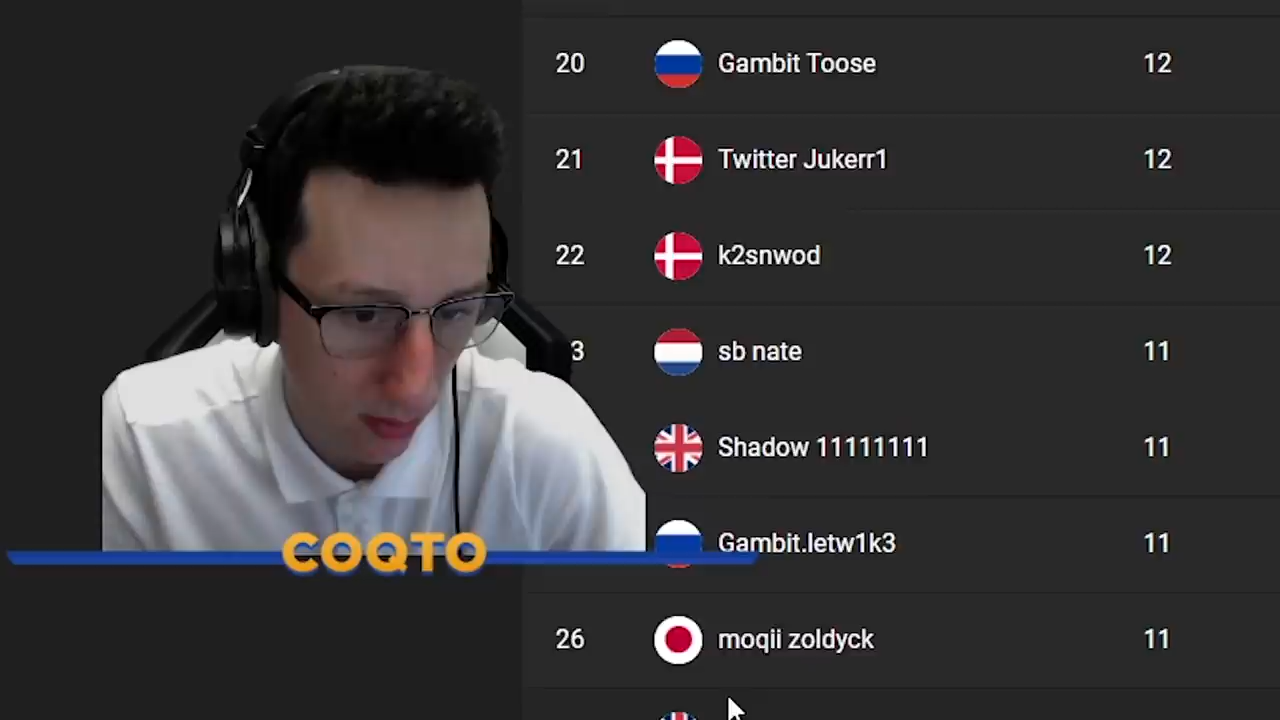 20 Gambit Toose 12
21 Twitter Jukerr1 12
22 k2snwod 12
3 sb nate 11
Shadow 11111111 11
Gambit.letw1k3 11
COQTO
26 moqii zoldyck 11